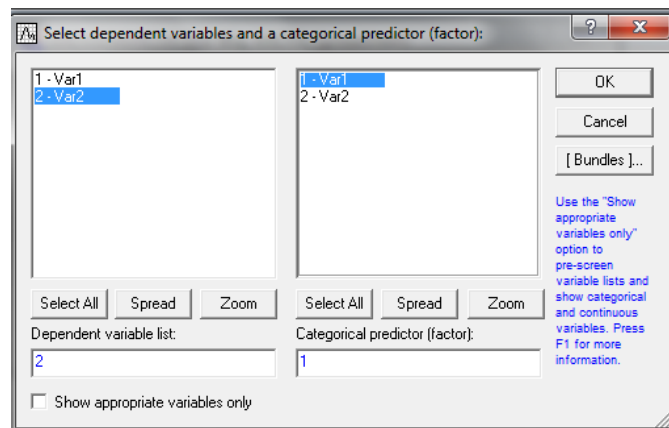 Select dependent variables and a categorical predictor (factor):
? X
1 - Var1
2 - Var2
1 - Var1
2 - Var2
OK
Cancel
[ Bundles ]...
Use the "Show
appropriate
variables only"
option to
pre-screen
variable lists and
show categorical
and continuous
variables. Press
F1 for more
information.
Select All Spread Zoom
Select All Spread Zoom
Dependent variable list:
Categorical predictor (factor):
2
1
Show appropriate variables only